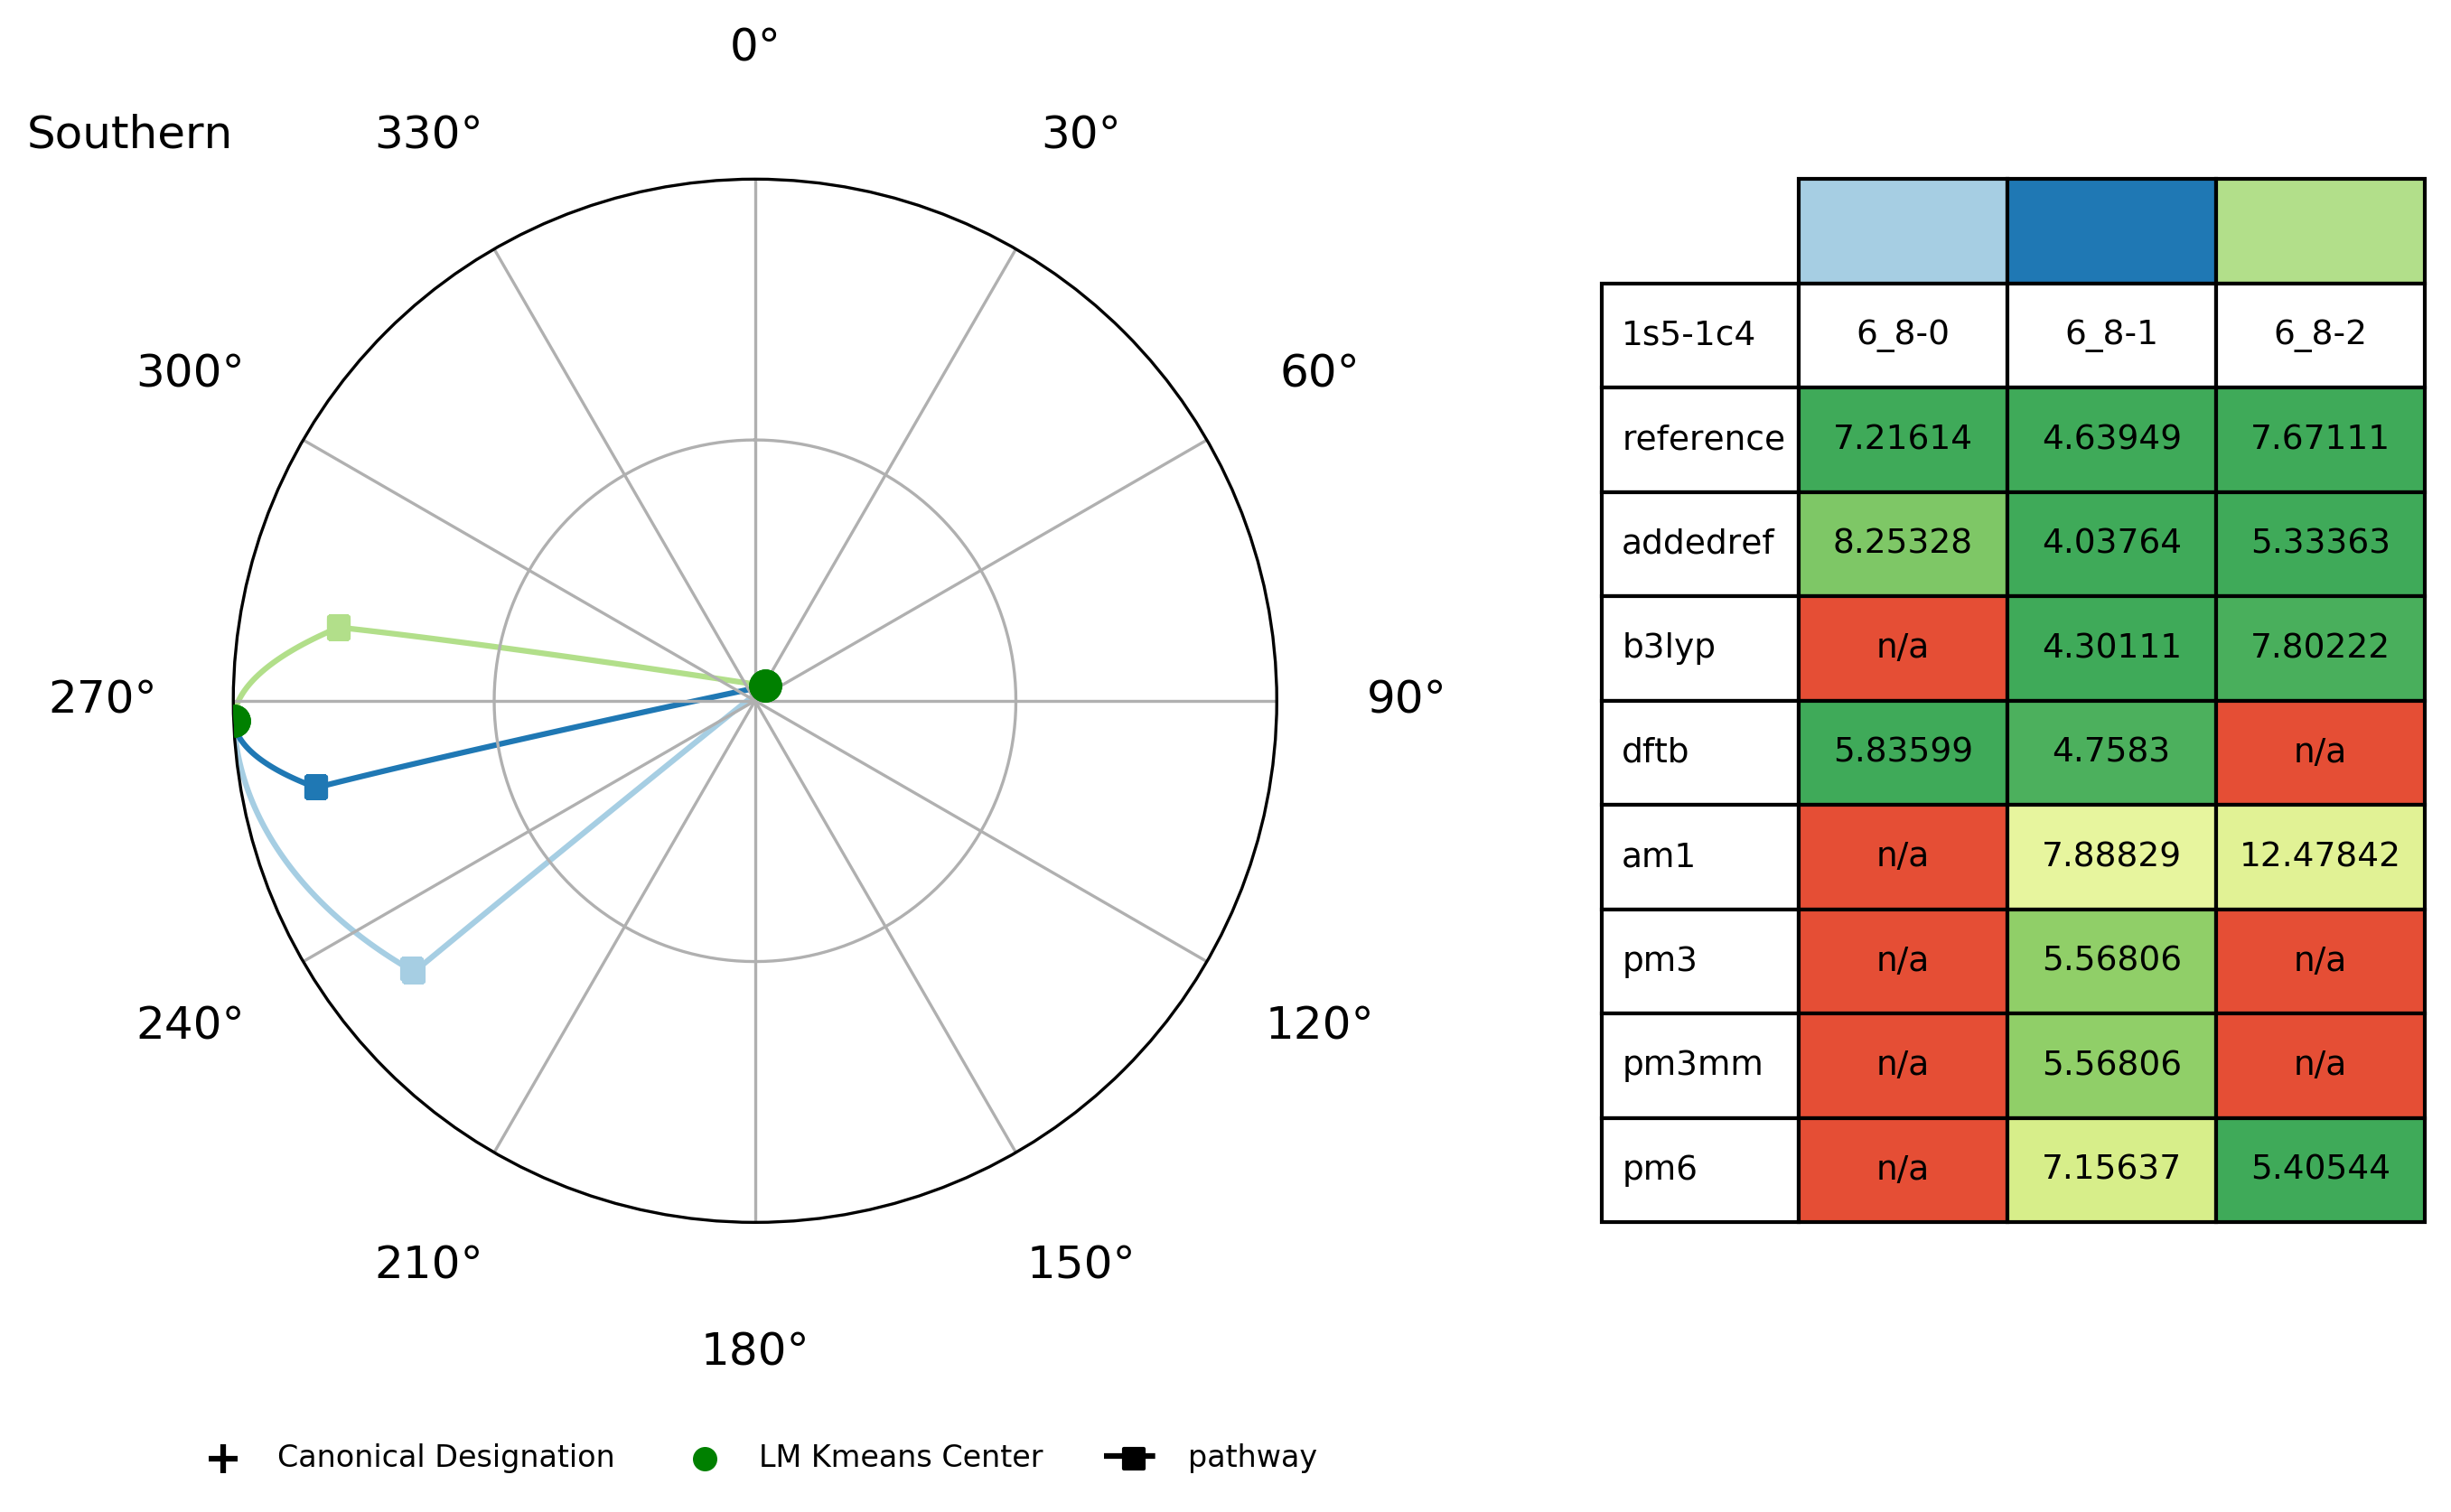 0°
Southern
330°
30°
300°
60°
270°
90°
240°
120°
210°
150°
180°
Canonical Designation
LM Kmeans Center
pathway
1s5-1c4 6_8-0 6_8-1 6_8-2
reference 7.21614 4.63949 7.67111
addedref 8.25328 4.03764 5.33363
b3lyp n/a 4.30111 7.80222
dftb 5.83599 4.7583 n/a
am1 n/a 7.88829 12.47842
pm3 n/a 5.56806 n/a
pm3mm n/a 5.56806 n/a
pm6 n/a 7.15637 5.40544